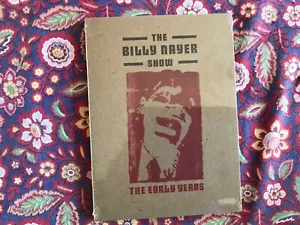 THE
BILLY NAYER
SHOW
THE EARLY YEARS